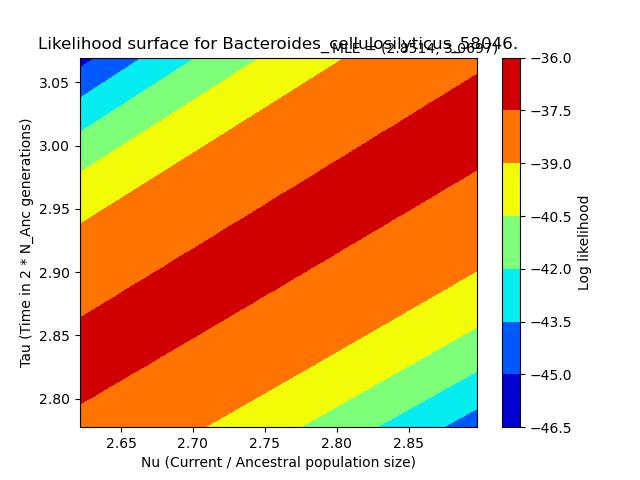 Likelihood surface for Bacteroides_cellulosilyticus_58046.
MLE = (2.8514, 3.0697)
3.05
3.00
2.95
2.90
2.85
2.80
Tau (Time in 2 * N_Anc generations)
2.65 2.70 2.75 2.80 2.85
Nu (Current / Ancestral population size)
−36.0
−37.5
−39.0
−40.5
−42.0
−43.5
−45.0
−46.5
Log likelihood